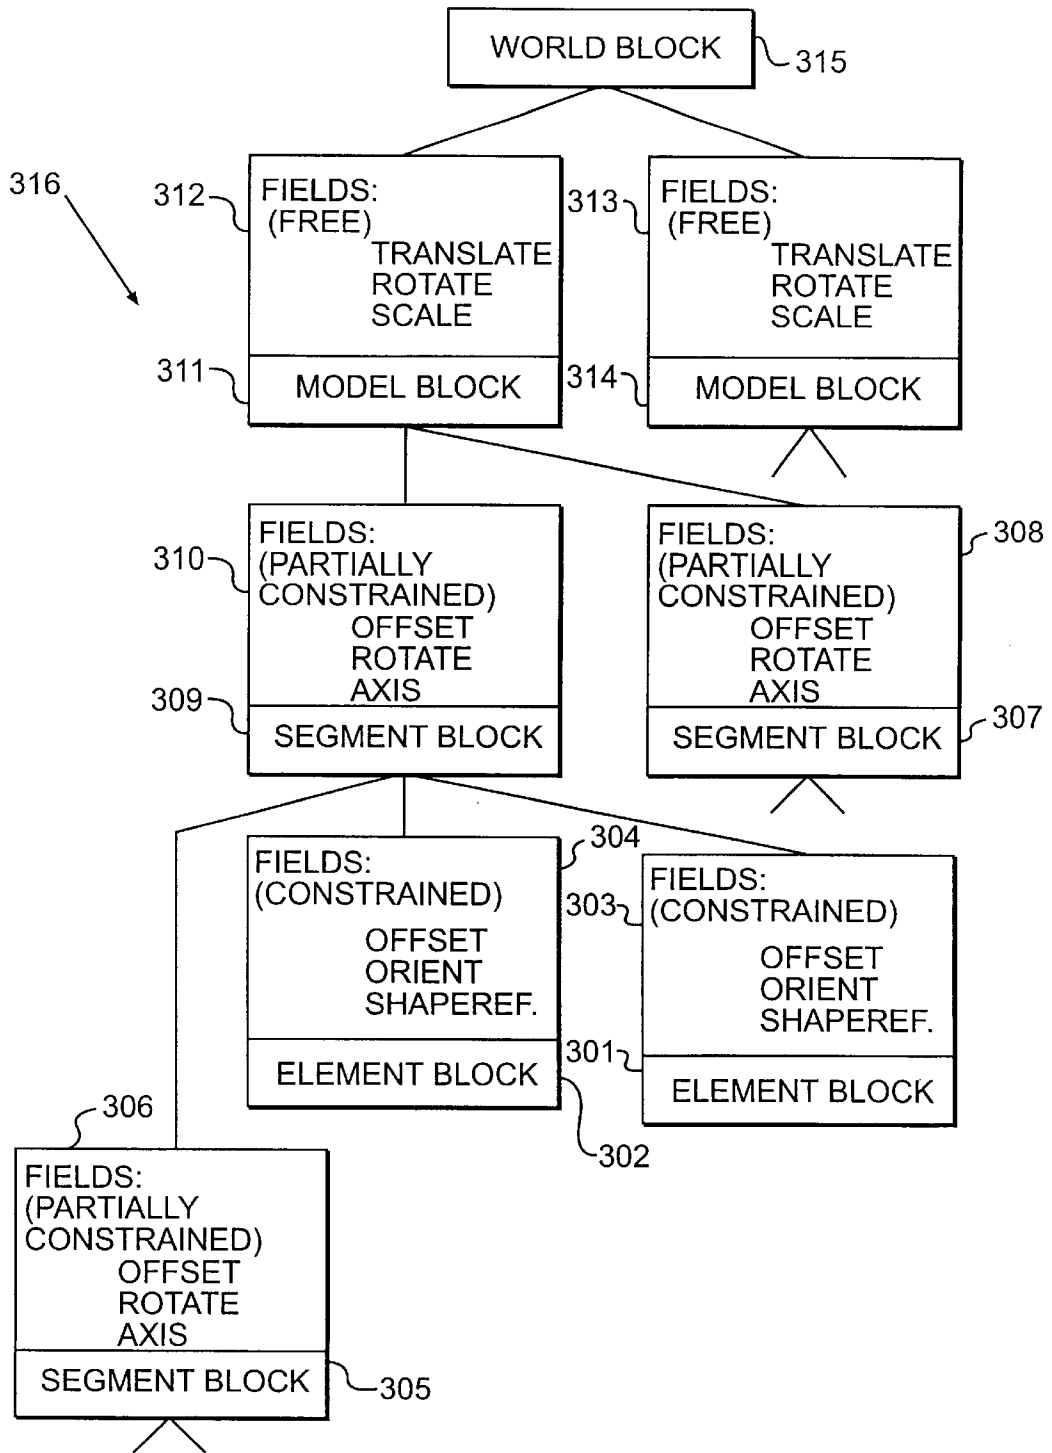 WORLD BLOCK
315
316
312
FIELDS:
(FREE)
TRANSLATE
ROTATE
SCALE
311
MODEL BLOCK
313
FIELDS:
(FREE)
TRANSLATE
ROTATE
SCALE
314
MODEL BLOCK
310
FIELDS:
(PARTIALLY
CONSTRAINED)
OFFSET
ROTATE
AXIS
309
SEGMENT BLOCK
308
FIELDS:
(PARTIALLY
CONSTRAINED)
OFFSET
ROTATE
AXIS
307
SEGMENT BLOCK
304
FIELDS:
(CONSTRAINED)
OFFSET
ORIENT
SHAPEREF.
ELEMENT BLOCK
302
303
FIELDS:
(CONSTRAINED)
OFFSET
ORIENT
SHAPEREF.
301
ELEMENT BLOCK
306
FIELDS:
(PARTIALLY
CONSTRAINED)
OFFSET
ROTATE
AXIS
SEGMENT BLOCK
305